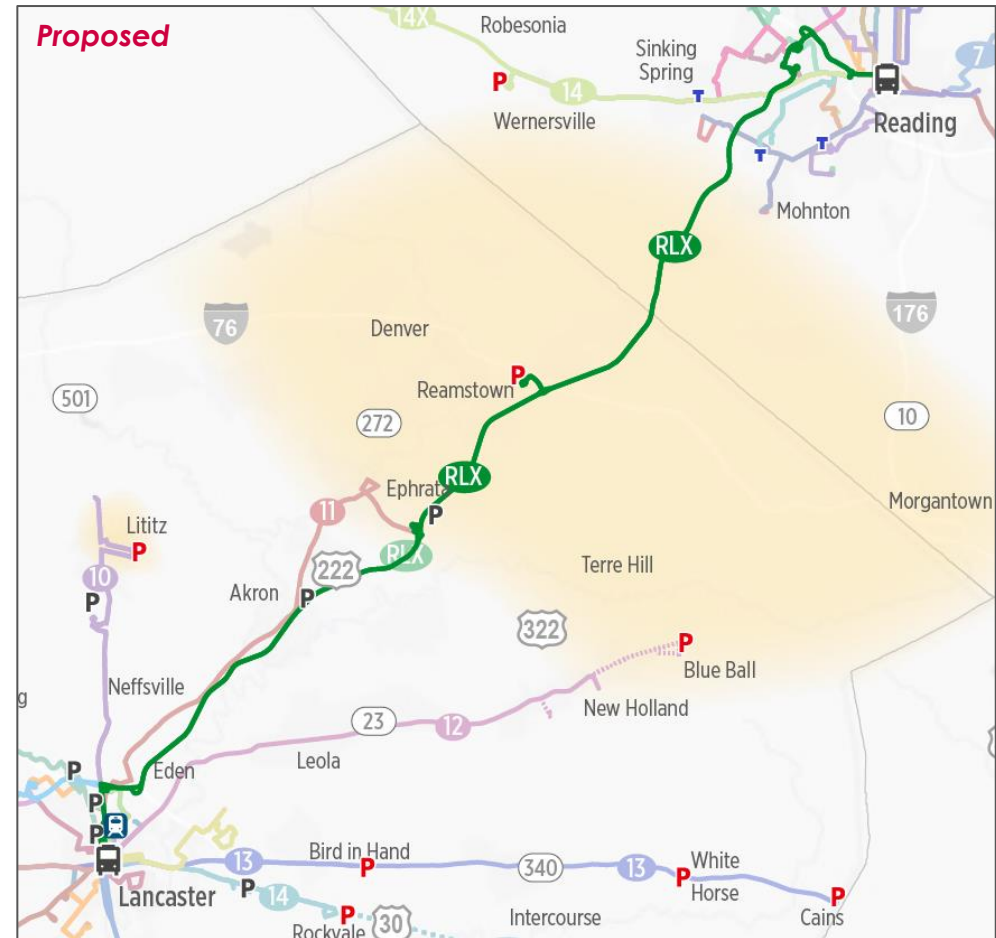 Proposed
14X
Robesonia
Sinking
Spring
7
P
14
T
Wernersville
Reading
T
T
Mohnton
RLX
76
176
Denver
P
Reamstown
501
272
10
RLX
Ephrata
P
Morgantown
11
Lititz
P
RLX
Terre Hill
10
222
P
Akron
P
322
P
Blue Ball
Neffsville
g
New Holland
23
12
Leola
Eden
P
P
P
Bird in Hand
P
13
340
13
White
Horse
P
Lancaster
P
14
P
30
Rockvale
Intercourse
P
Cains